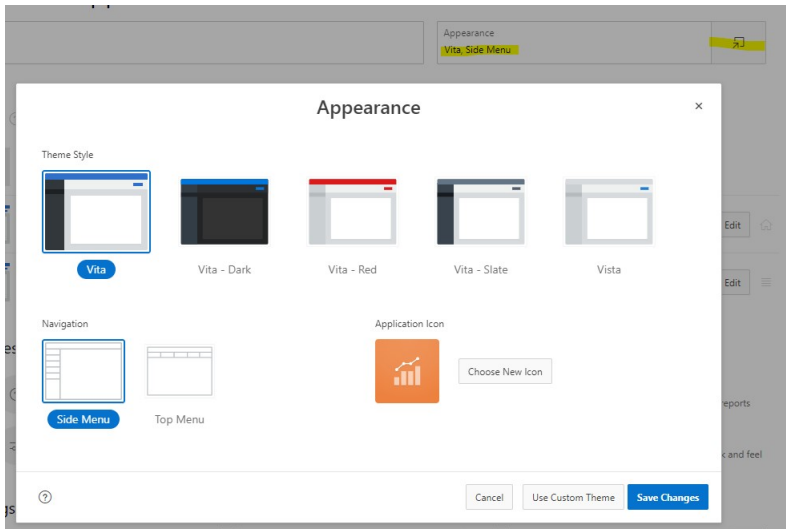 Appearance
Vita, Side Menu
Appearance
×
Theme Style
Vita
Vita - Dark
Vita - Red
Vita - Slate
Vista
Edit
Edit
Navigation
Application Icon
Choose New Icon
Side Menu
Top Menu
reports
and feel
?
Cancel
Use Custom Theme
Save Changes